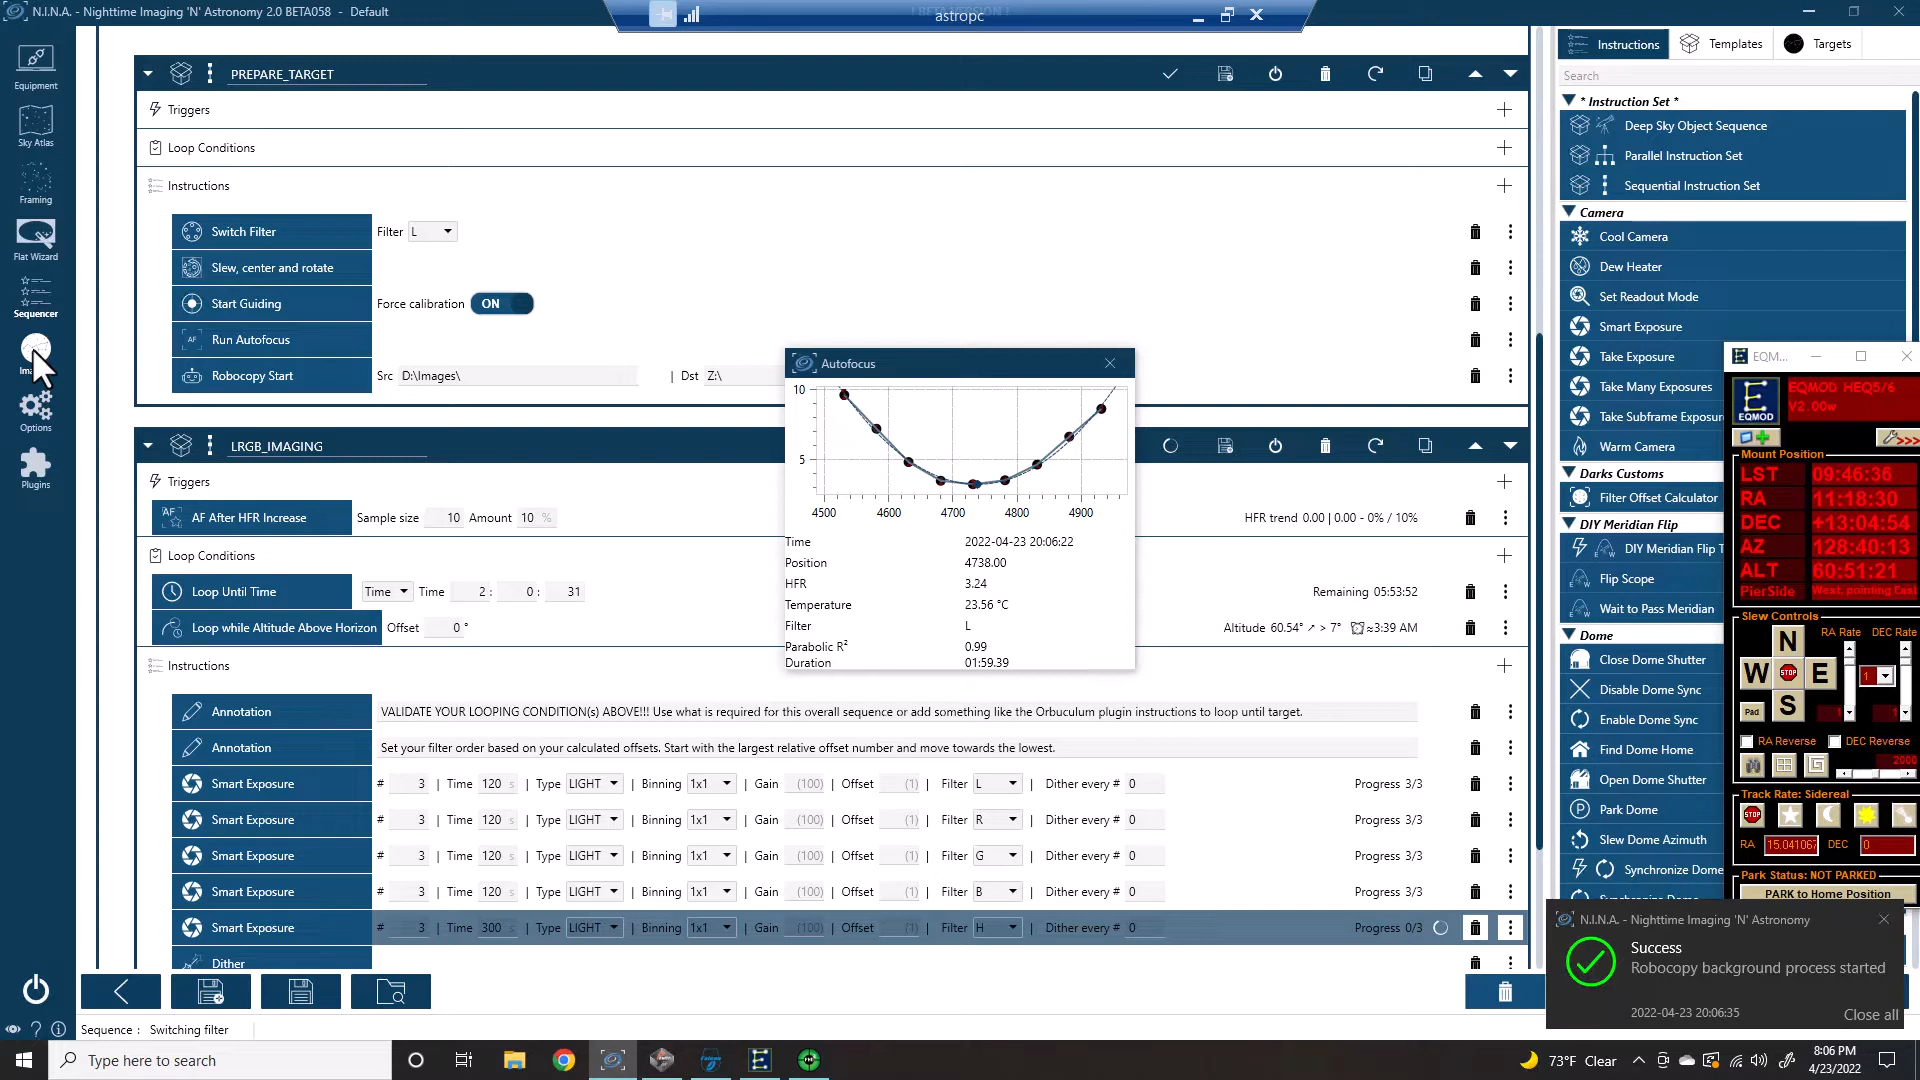 N.I.N.A. - Nighttime Imaging 'N' Astronomy 2.0 BETA058 - Default
astropc
Equipment
Sky Atlas
Framing
Flat Wizard
Sequencer
Options
Plugins
PREPARE_TARGET
Triggers
Loop Conditions
Instructions
Switch Filter Filter L
Slew, center and rotate
Start Guiding Force calibration ON
AF Run Autofocus
Robocopy Start Src D:\Images\ | Dst Z:\
LRGB_IMAGING
Triggers
AF AF After HFR Increase Sample size 10 Amount 10 % HFR trend 0.00 | 0.00 - 0% / 10%
Loop Conditions
Loop Until Time Time Time 2 : 0 : 31 Remaining 05:53:52
Loop while Altitude Above Horizon Offset 0 ° Altitude 60.54° ↗ > 7° ≈3:39 AM
Instructions
Annotation VALIDATE YOUR LOOPING CONDITION(s) ABOVE!!! Use what is required for this overall sequence or add something like the Orbuculum plugin instructions to loop until target.
Annotation Set your filter order based on your calculated offsets. Start with the largest relative offset number and move towards the lowest.
Smart Exposure # 3 | Time 120 s | Type LIGHT | Binning 1x1 | Gain (100) | Offset (1) | Filter L | Dither every # 0 Progress 3/3
Smart Exposure # 3 | Time 120 s | Type LIGHT | Binning 1x1 | Gain (100) | Offset (1) | Filter R | Dither every # 0 Progress 3/3
Smart Exposure # 3 | Time 120 s | Type LIGHT | Binning 1x1 | Gain (100) | Offset (1) | Filter G | Dither every # 0 Progress 3/3
Smart Exposure # 3 | Time 120 s | Type LIGHT | Binning 1x1 | Gain (100) | Offset (1) | Filter B | Dither every # 0 Progress 3/3
Smart Exposure # 3 | Time 300 s | Type LIGHT | Binning 1x1 | Gain (100) | Offset (1) | Filter H | Dither every # 0 Progress 0/3
Dither
Sequence : Switching filter
Autofocus
10
5
4500 4600 4700 4800 4900
Time 2022-04-23 20:06:22
Position 4738.00
HFR 3.24
Temperature 23.56 °C
Filter L
Parabolic R² 0.99
Duration 01:59.39
Instructions Templates Targets
Search
* Instruction Set *
Deep Sky Object Sequence
Parallel Instruction Set
Sequential Instruction Set
Camera
Cool Camera
Dew Heater
Set Readout Mode
Smart Exposure
Take Exposure
Take Many Exposures
Take Subframe Exposur
Warm Camera
Darks Customs
Filter Offset Calculator
DIY Meridian Flip
DIY Meridian Flip T
Flip Scope
Wait to Pass Meridian
Dome
Close Dome Shutter
Disable Dome Sync
Enable Dome Sync
Find Dome Home
Open Dome Shutter
Park Dome
Slew Dome Azimuth
Synchronize Dome
EQM...
EQMOD
EQMOD HEQ5/6
V2.00w
>>>
Mount Position
LST 09:46:36
RA 11:18:30
DEC +13:04:54
AZ 128:40:13
ALT 60:51:21
PierSide West, pointing East
Slew Controls
RA Rate DEC Rate
N
W STOP E
S
Pad
1
1
1
RA Reverse DEC Reverse
2000
Track Rate: Sidereal
STOP
RA 15.041067 DEC 0
Park Status: NOT PARKED
PARK to Home Position
N.I.N.A. - Nighttime Imaging 'N' Astronomy
Success
Robocopy background process started
2022-04-23 20:06:35
Close all
Type here to search
73°F Clear
8:06 PM
4/23/2022